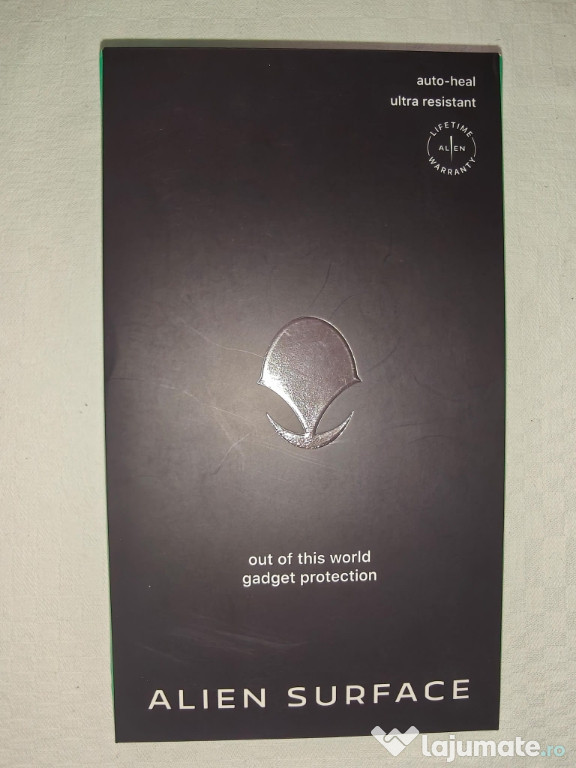 auto-heal
ultra resistant
LIFETIME
ALIEN
WARRANTY
out of this world
gadget protection
ALIEN SURFACE
lajumate.ro